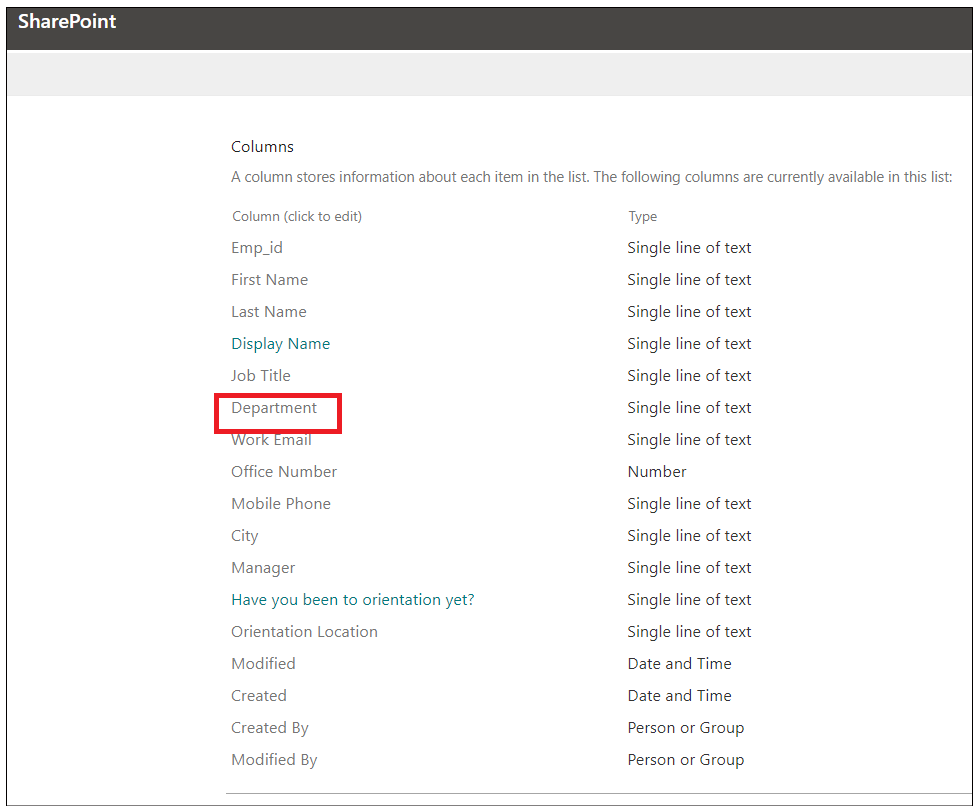 SharePoint
Columns
A column stores information about each item in the list. The following columns are currently available in this list:
Column (click to edit) Type
Emp_id Single line of text
First Name Single line of text
Last Name Single line of text
Display Name Single line of text
Job Title Single line of text
Department Single line of text
Work Email Single line of text
Office Number Number
Mobile Phone Single line of text
City Single line of text
Manager Single line of text
Have you been to orientation yet? Single line of text
Orientation Location Single line of text
Modified Date and Time
Created Date and Time
Created By Person or Group
Modified By Person or Group